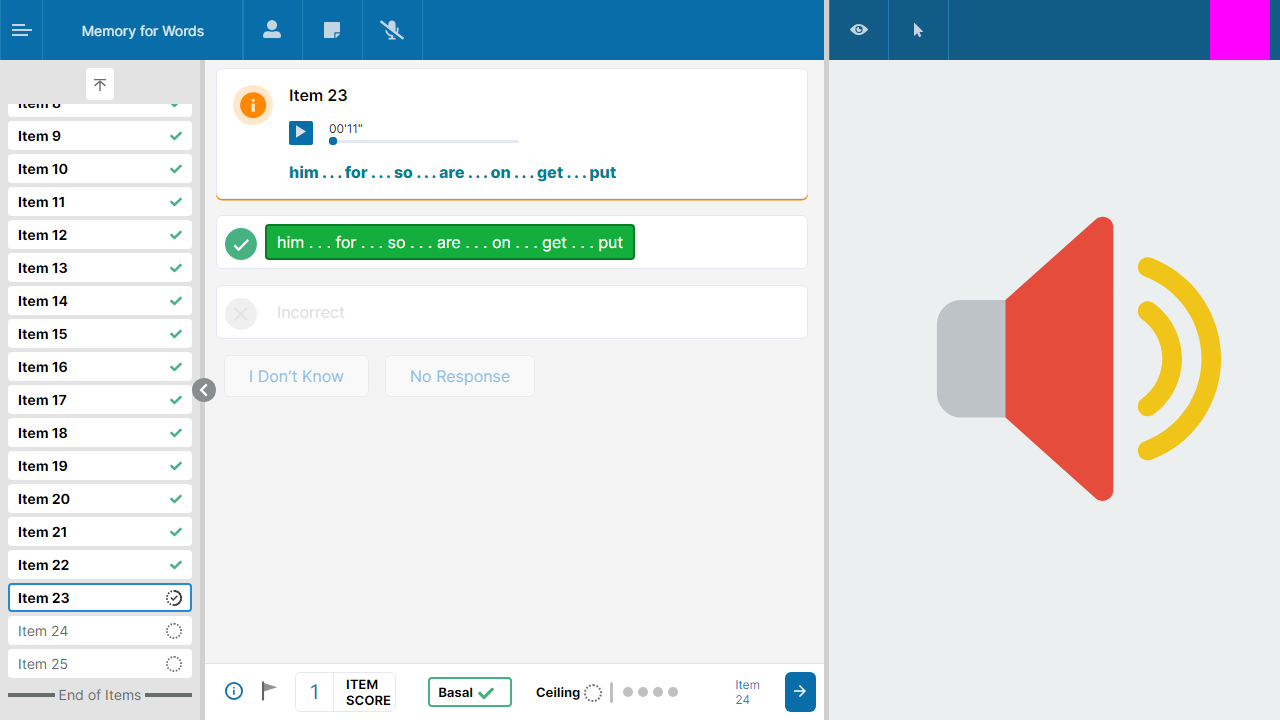 Memory for Words
Item 8
Item 9
Item 10
Item 11
Item 12
Item 13
Item 14
Item 15
Item 16
Item 17
Item 18
Item 19
Item 20
Item 21
Item 22
Item 23
Item 24
Item 25
End of Items
Item 23
00'11"
him . . . for . . . so . . . are . . . on . . . get . . . put
him . . . for . . . so . . . are . . . on . . . get . . . put
Incorrect
I Don't Know No Response
1 ITEM SCORE
Basal
Ceiling
Item 24